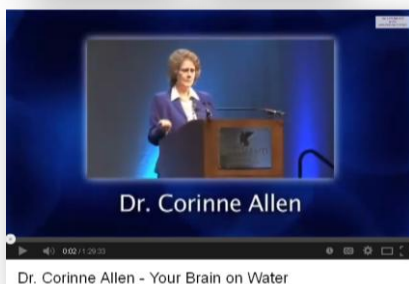 Dr. Corinne Allen
0:02 / 1:29:33
Dr. Corinne Allen - Your Brain on Water